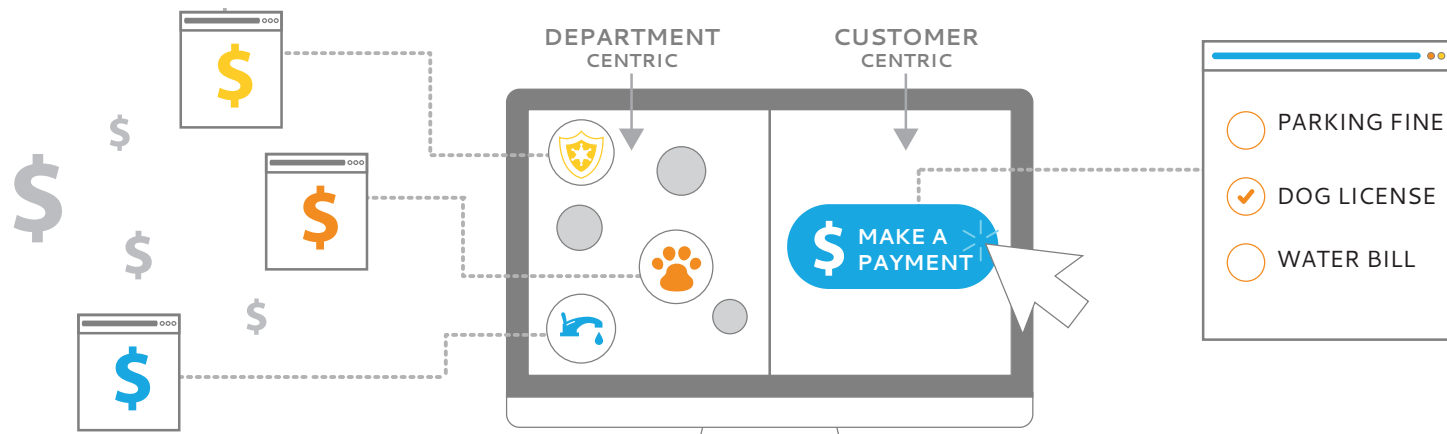 DEPARTMENT
CENTRIC
CUSTOMER
CENTRIC
$
$
$
$
$
$
$
$ MAKE A
PAYMENT
PARKING FINE
DOG LICENSE
WATER BILL